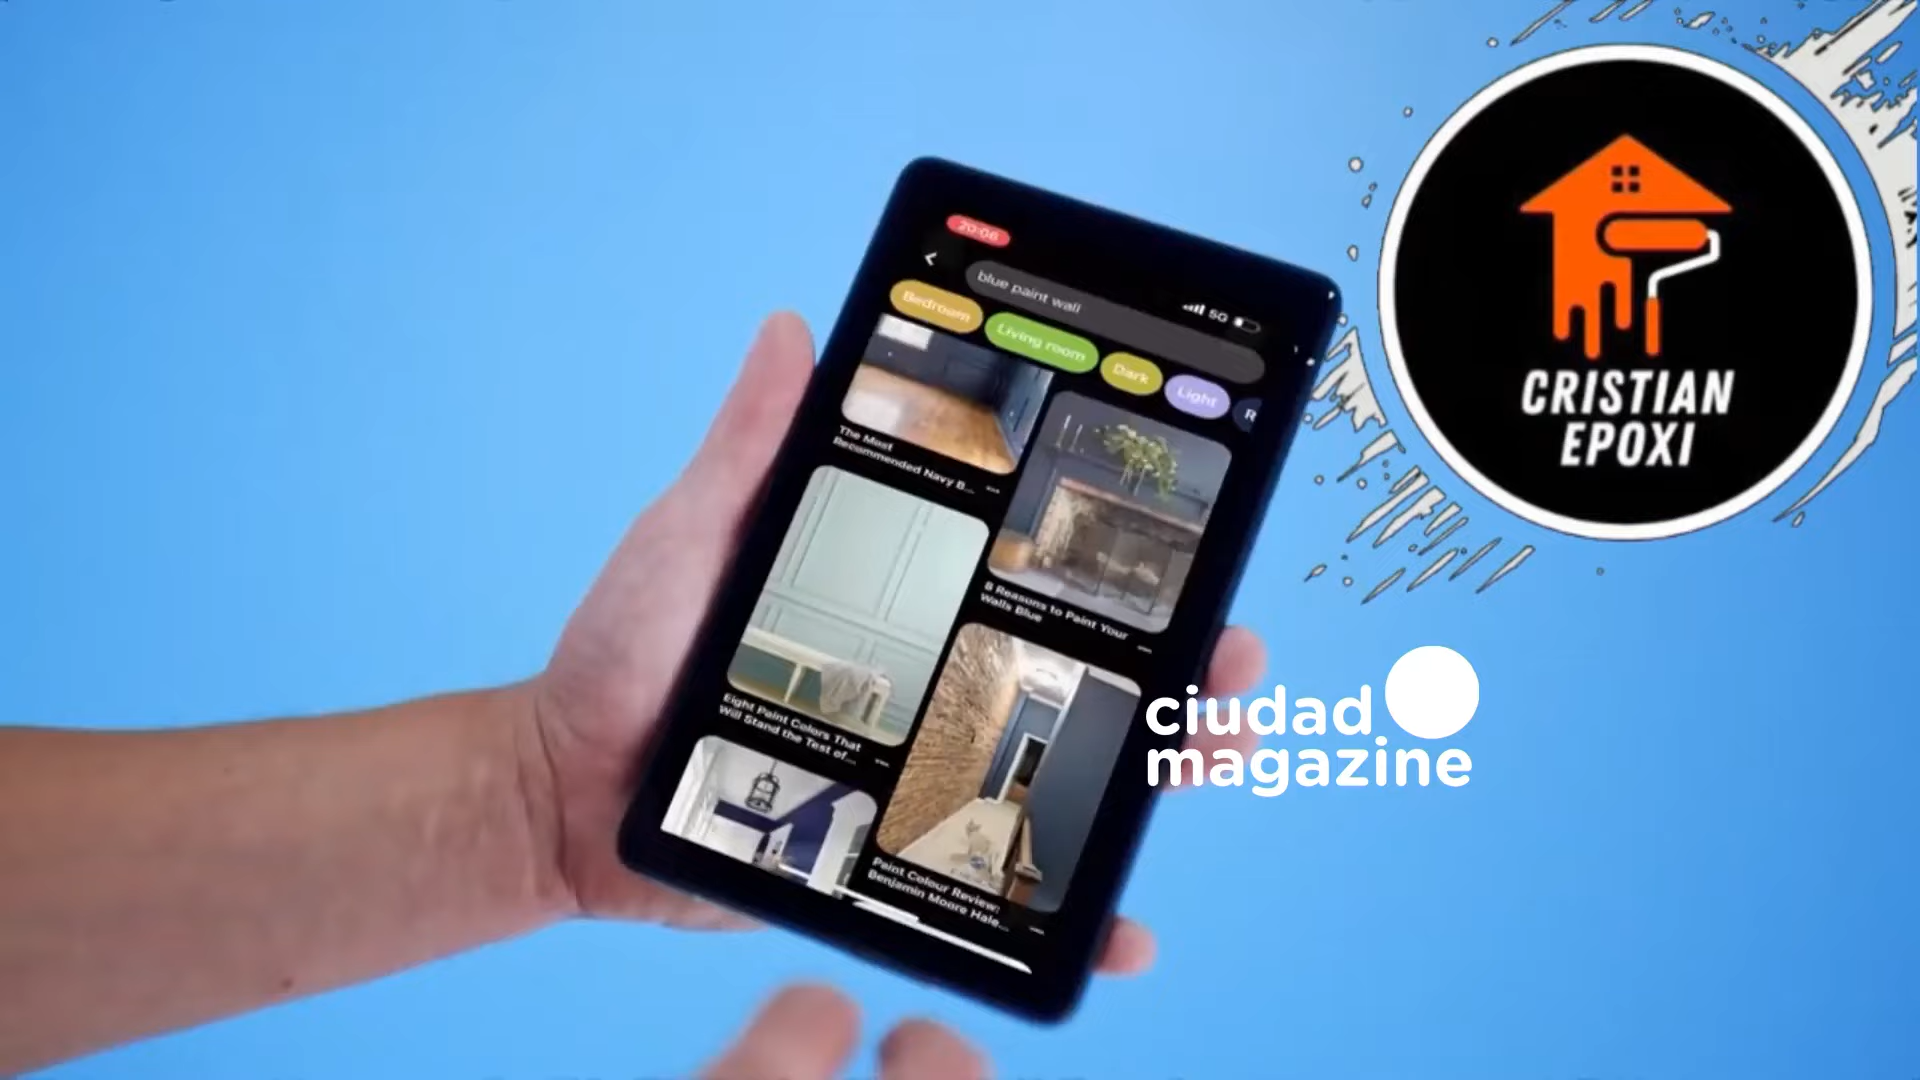 20:06
5G
blue paint wall
Bedroom
Living room
Dark
Light
R
The Most
Recommended Navy B...
8 Reasons to Paint Your
Walls Blue
Eight Paint Colors That
Will Stand the Test of...
Paint Colour Review:
Benjamin Moore Hale...
CRISTIAN
EPOXI
ciudad
magazine